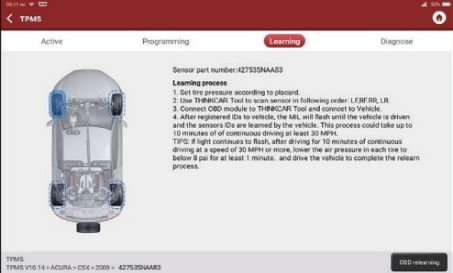 TPMS
Active
Programming
Learning
Diagnose
Sensor part number:42753SNAA83
Learning process
1. Set tire pressure according to placard.
2. Use THINKCAR Tool to scan sensor in following order: LF,RF,RR, LR.
3. Connect OBD module to THINKCAR Tool and conncet to Vehicle.
4. After registered IDs to vehicle, the MIL will flash until the vehicle is driven
and the sensors IDs are learned by the vehicle. This process could take up to
10 minutes of of continuous driving at least 30 MPH.
TIPS: If light continues to flash, after driving for 10 minutes of continuous
driving at a speed of 30 MPH or more, lower the air pressure in each tire to
below 8 psi for at least 1 minute, and drive the vehicle to complete the relearn
process.
TPMS
TPMS V10.14 > ACURA > CSX > 2008 > 42753SNAA83
OBD relearning